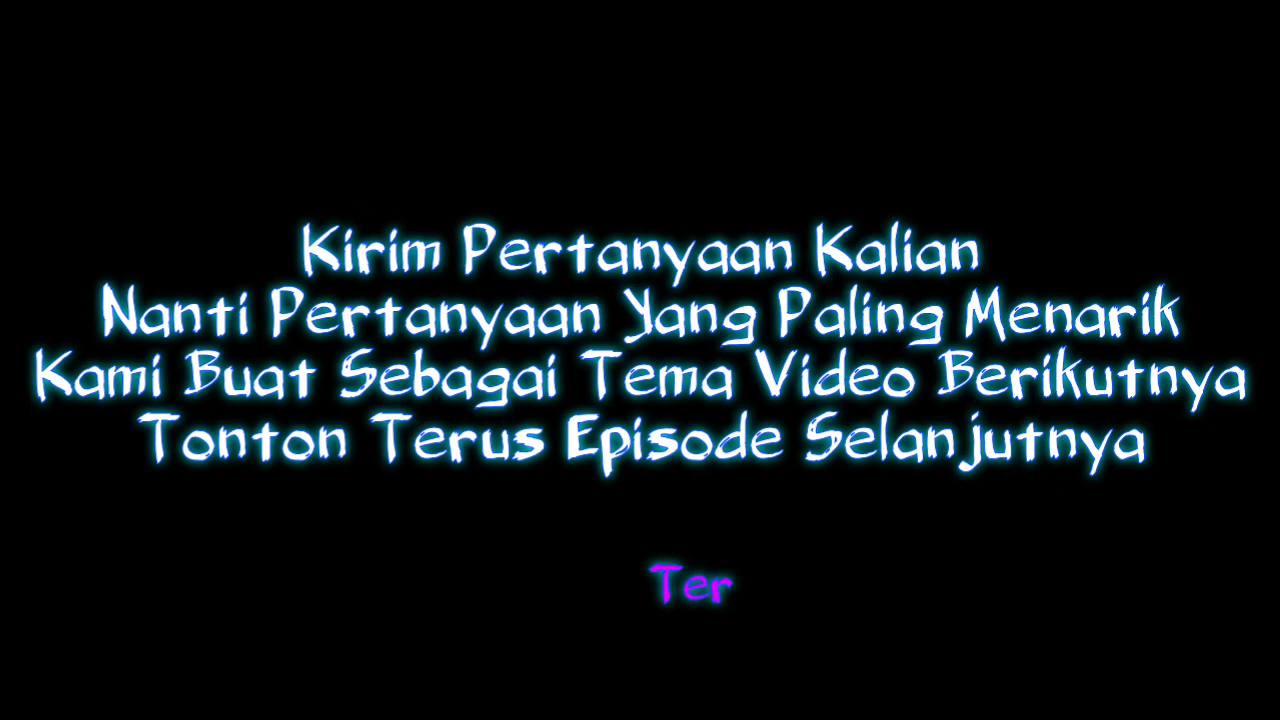 Kirim Pertanyaan Kalian
Nanti Pertanyaan Yang Paling Menarik
Kami Buat Sebagai Tema Video Berikutnya
Tonton Terus Episode Selanjutnya
Ter